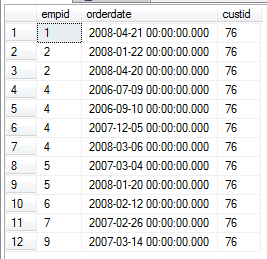 empid orderdate custid
1 1 2008-04-21 00:00:00.000 76
2 2 2008-01-22 00:00:00.000 76
3 2 2008-04-20 00:00:00.000 76
4 4 2006-07-09 00:00:00.000 76
5 4 2006-09-10 00:00:00.000 76
6 4 2007-12-05 00:00:00.000 76
7 4 2008-03-06 00:00:00.000 76
8 5 2007-03-04 00:00:00.000 76
9 5 2008-01-20 00:00:00.000 76
10 6 2008-02-12 00:00:00.000 76
11 7 2007-02-26 00:00:00.000 76
12 9 2007-03-14 00:00:00.000 76